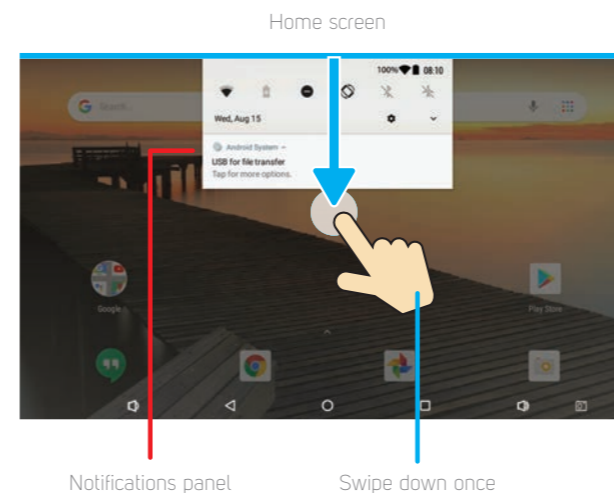 Home screen
100% 08:10
Search...
Wed, Aug 15
Android System
USB for file transfer
Tap for more options.
Google
Play Store
Notifications panel
Swipe down once